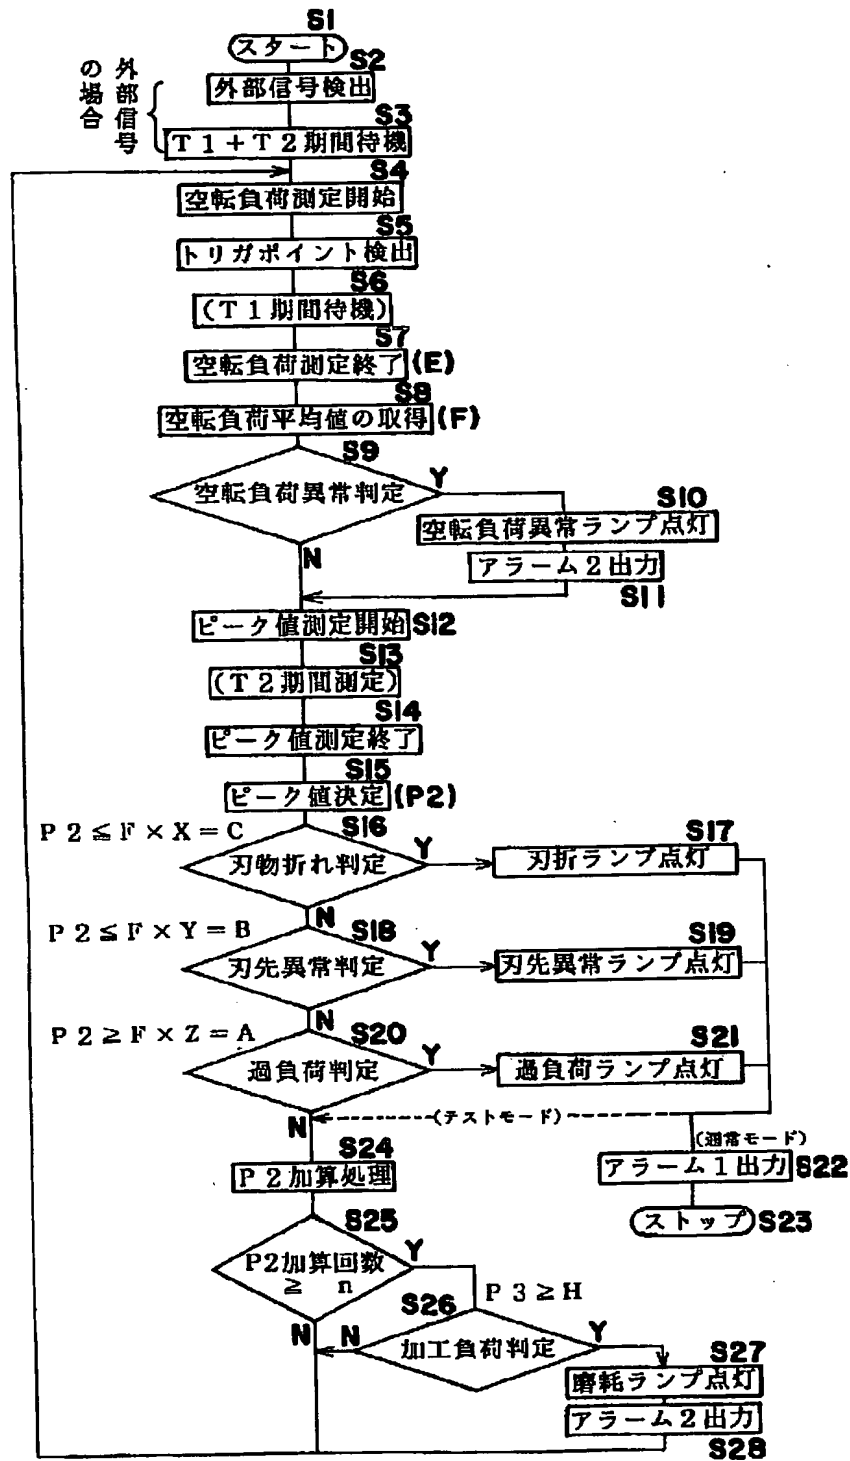 S1
スタート
S2
外部信号検出
外部信号
の場合
S3
T1+T2期間待機
S4
空転負荷測定開始
S5
トリガポイント検出
S6
(T1期間待機)
S7
空転負荷測定終了(E)
S8
空転負荷平均値の取得(F)
S9
空転負荷異常判定
Y
N
S10
空転負荷異常ランプ点灯
アラーム2出力
S11
ピーク値測定開始S12
S13
(T2期間測定)
S14
ピーク値測定終了
S15
ピーク値決定(P2)
P2≦F×X=C
S16
刃物折れ判定
Y
N
S17
刃折ランプ点灯
P2≦F×Y=B
S18
刃先異常判定
Y
N
S19
刃先異常ランプ点灯
P2≧F×Z=A
S20
過負荷判定
Y
N
S21
過負荷ランプ点灯
(テストモード)
(通常モード)
アラーム1出力S22
ストップS23
S24
P2加算処理
S25
P2加算回数
≧ n
Y
N
P3≧H
S26
加工負荷判定
N
Y
S27
磨耗ランプ点灯
アラーム2出力
S28